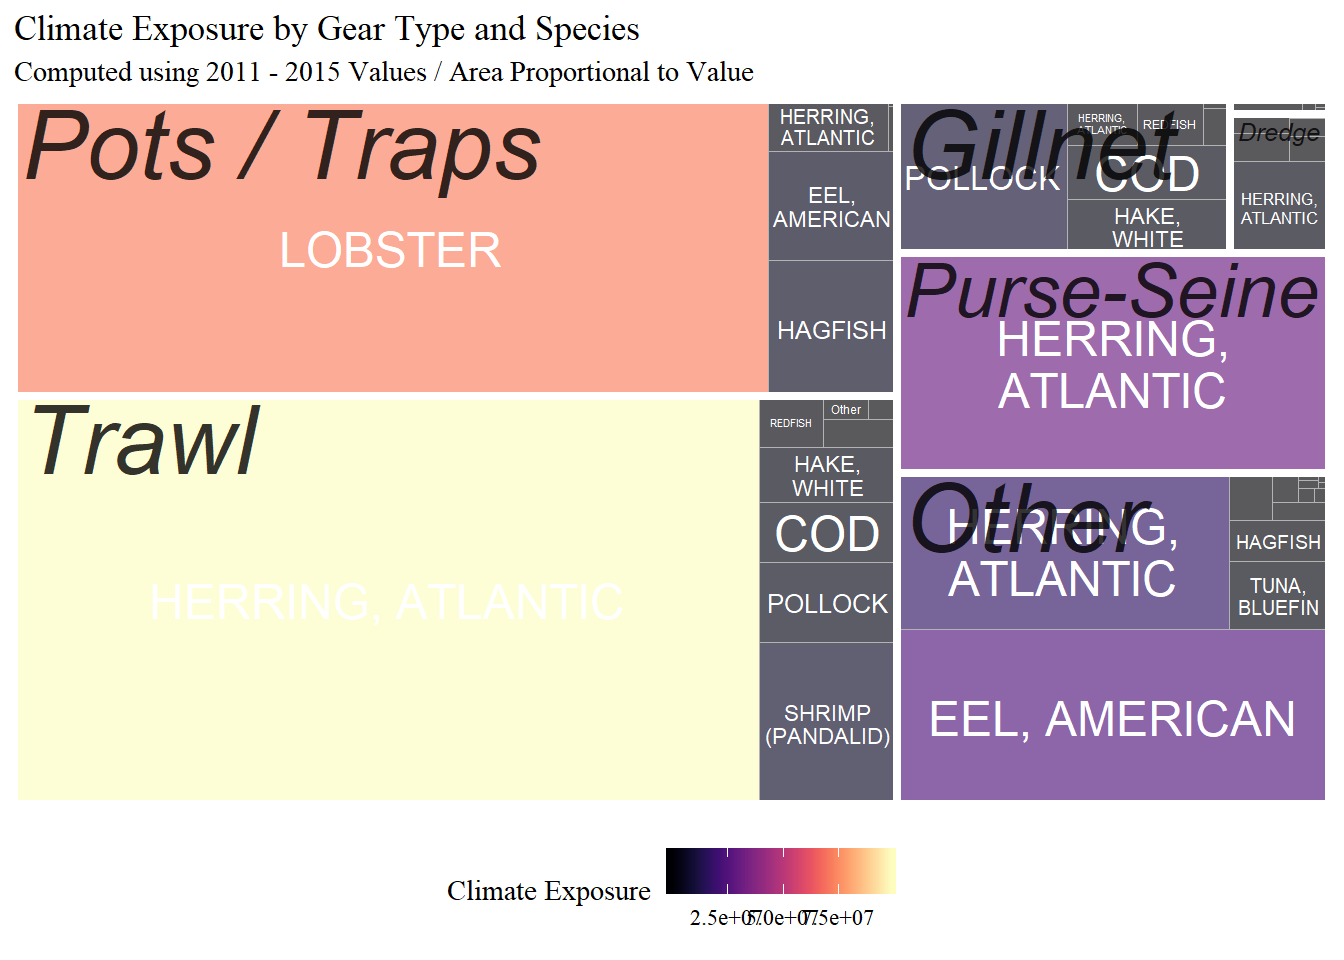 Climate Exposure by Gear Type and Species
Computed using 2011 - 2015 Values / Area Proportional to Value
Pots / Traps
LOBSTER
HERRING,
ATLANTIC
EEL,
AMERICAN
HAGFISH
Trawl
HERRING, ATLANTIC
REDFISH
Other
HAKE,
WHITE
COD
POLLOCK
SHRIMP
(PANDALID)
Gillnet
POLLOCK
HERRING,
ATLANTIC
REDFISH
COD
HAKE,
WHITE
Dredge
HERRING,
ATLANTIC
Purse-Seine
HERRING,
ATLANTIC
Other
HERRING,
ATLANTIC
HAGFISH
TUNA,
BLUEFIN
EEL, AMERICAN
Climate Exposure
2.5e+07 5.0e+07 7.5e+07